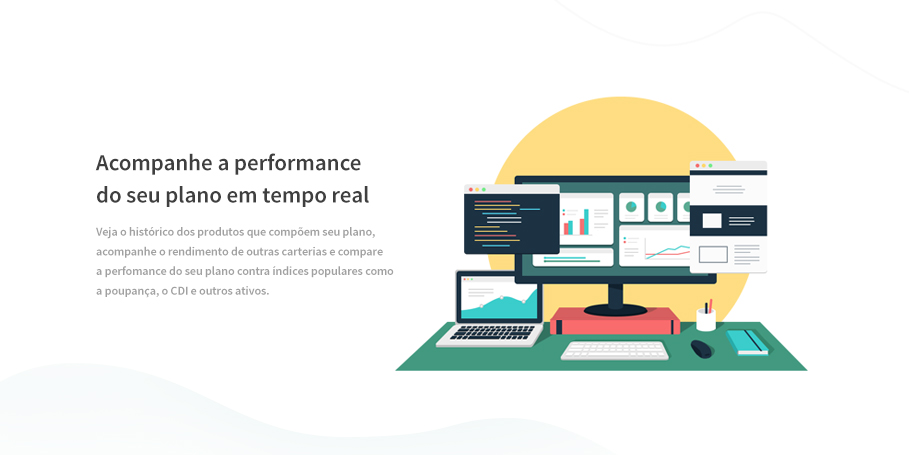 Acompanhe a performance
do seu plano em tempo real
Veja o histórico dos produtos que compõem seu plano,
acompanhe o rendimento de outras carterias e compare
a perfomance do seu plano contra índices populares como
a poupança, o CDI e outros ativos.